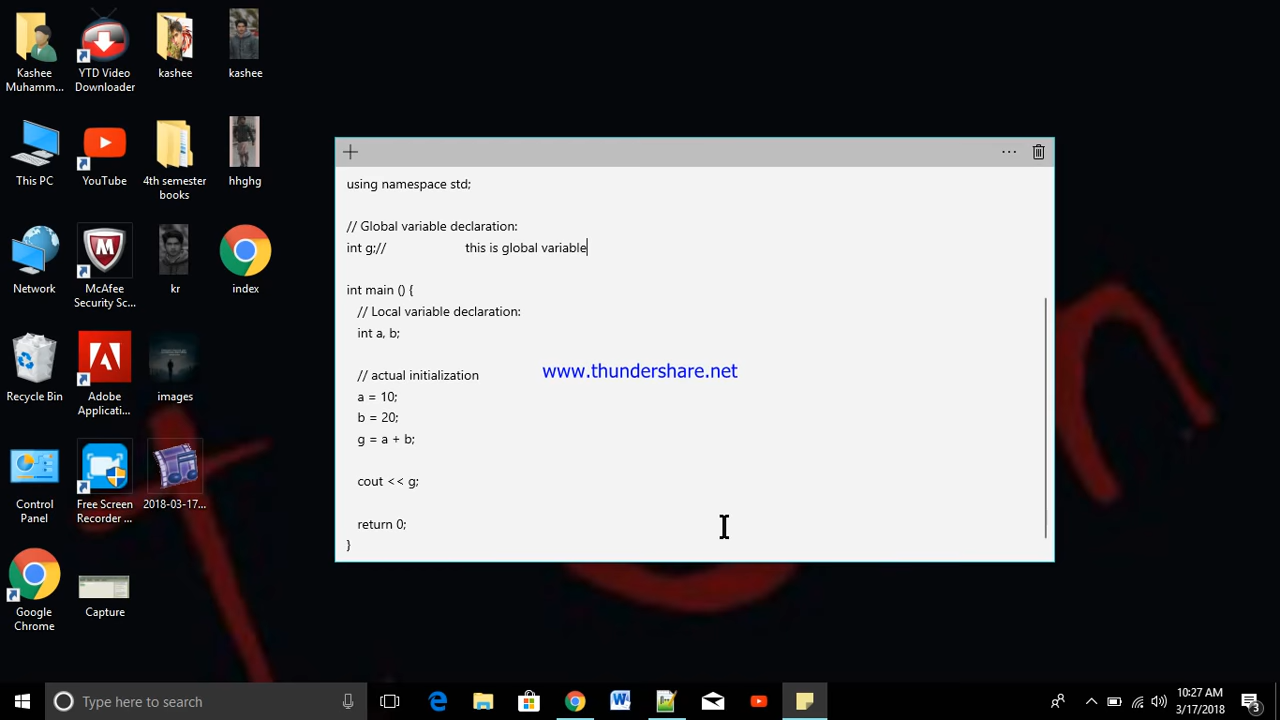 Kashee
Muhamm...
YTD Video
Downloader
kashee
kashee
This PC
YouTube
4th semester
books
hhghg
Network
McAfee
Security Sc...
kr
index
Recycle Bin
Adobe
Applicati...
images
Control
Panel
Free Screen
Recorder ...
2018-03-17...
Google
Chrome
Capture
using namespace std;
// Global variable declaration:
int g;// this is global variable
int main () {
// Local variable declaration:
int a, b;
// actual initialization
www.thundershare.net
a = 10;
b = 20;
g = a + b;
cout << g;
return 0;
}
Type here to search
10:27 AM
3/17/2018
3